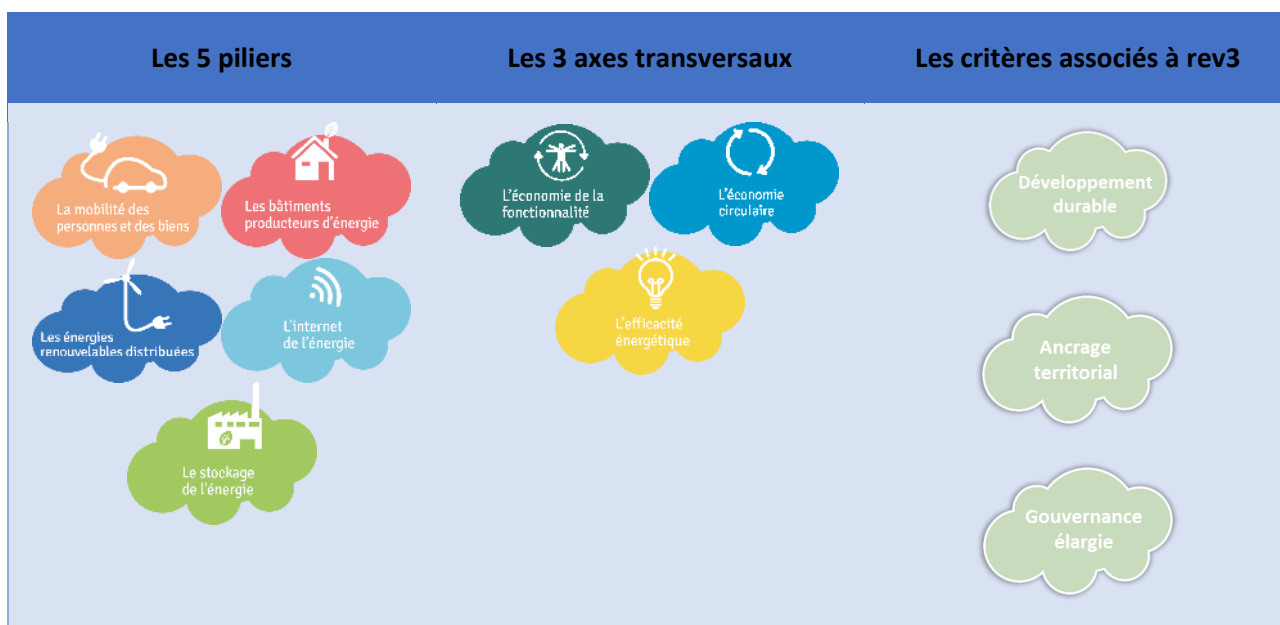 Les 5 piliers
Les 3 axes transversaux
Les critères associés à rev3
La mobilité des
personnes et des biens
Les bâtiments
producteurs d'énergie
Les énergies
renouvelables distribuées
L'internet
de l'énergie
Le stockage
de l'énergie
L'économie de la
fonctionnalité
L'économie
circulaire
L'efficacité
énergétique
Développement
durable
Ancrage
territorial
Gouvernance
élargie